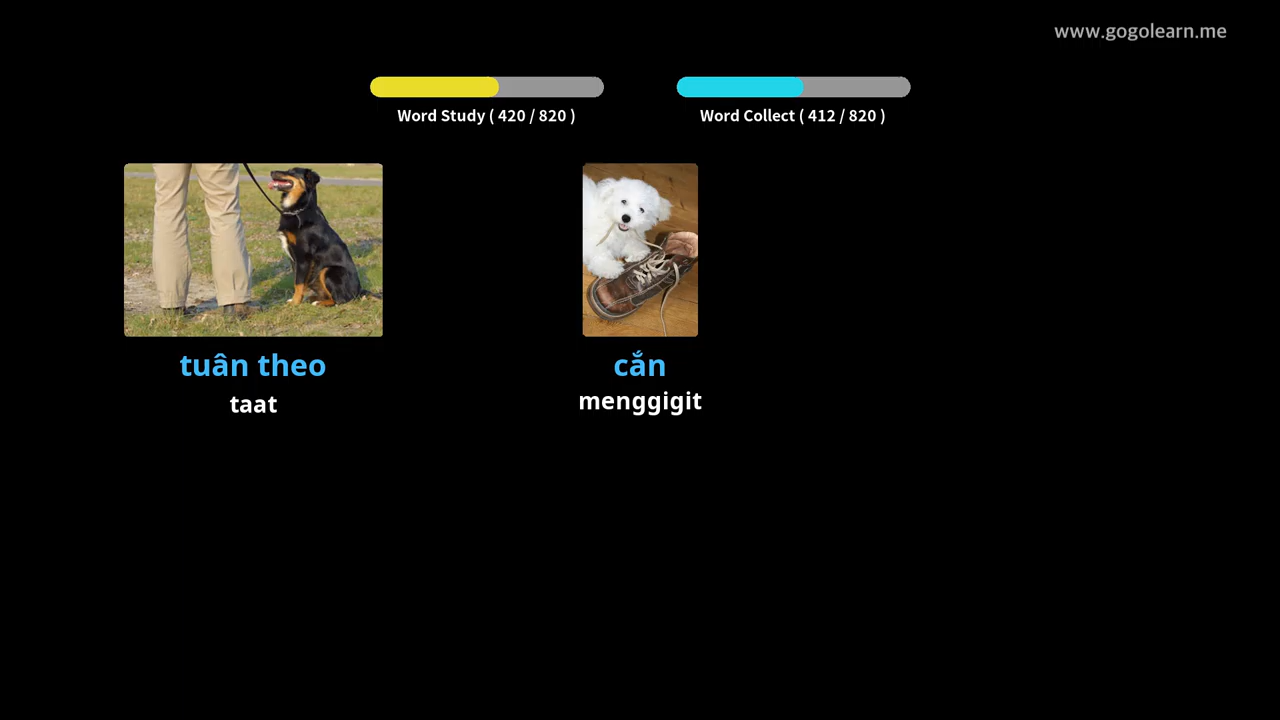 www.gogolearn.me
Word Study ( 420 / 820 )
Word Collect ( 412 / 820 )
tuân theo
taat
cắn
menggigit